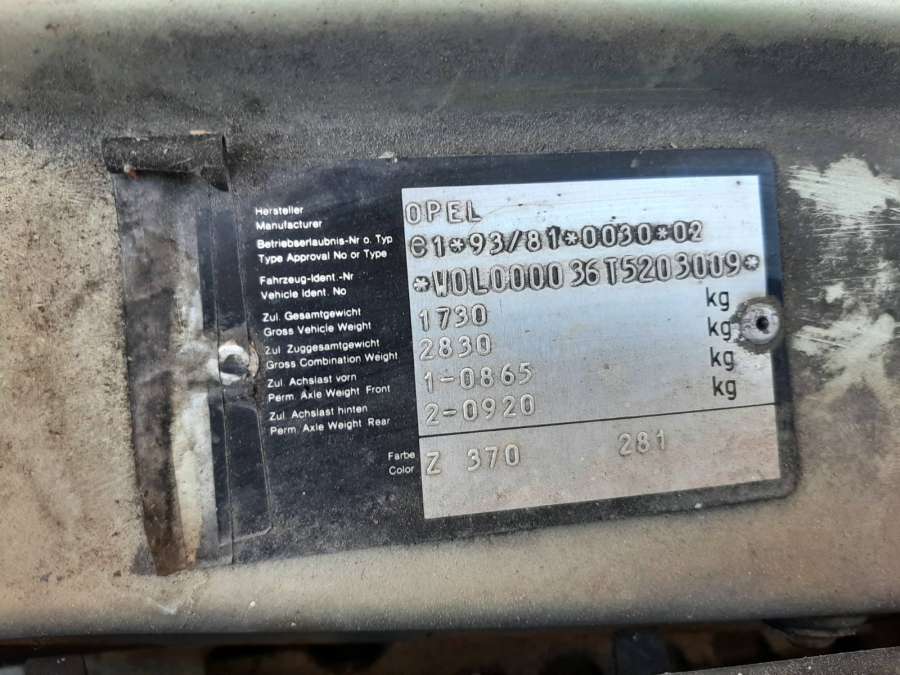 Hersteller
Manufacturer
OPEL
Betriebserlaubnis-Nr o. Typ
Type Approval No or Type
e1*93/81*0030*02
Fahrzeug-Ident.-Nr
Vehicle Ident. No
*W0L000036T5203009*
Zul. Gesamtgewicht
Gross Vehicle Weight
1730 kg
Zul Zuggesamtgewicht
Gross Combination Weight
2830 kg
Zul. Achslast vorn
Perm. Axle Weight Front
1-0865 kg
Zul. Achslast hinten
Perm. Axle Weight Rear
2-0920 kg
Farbe
Color
Z 370 281